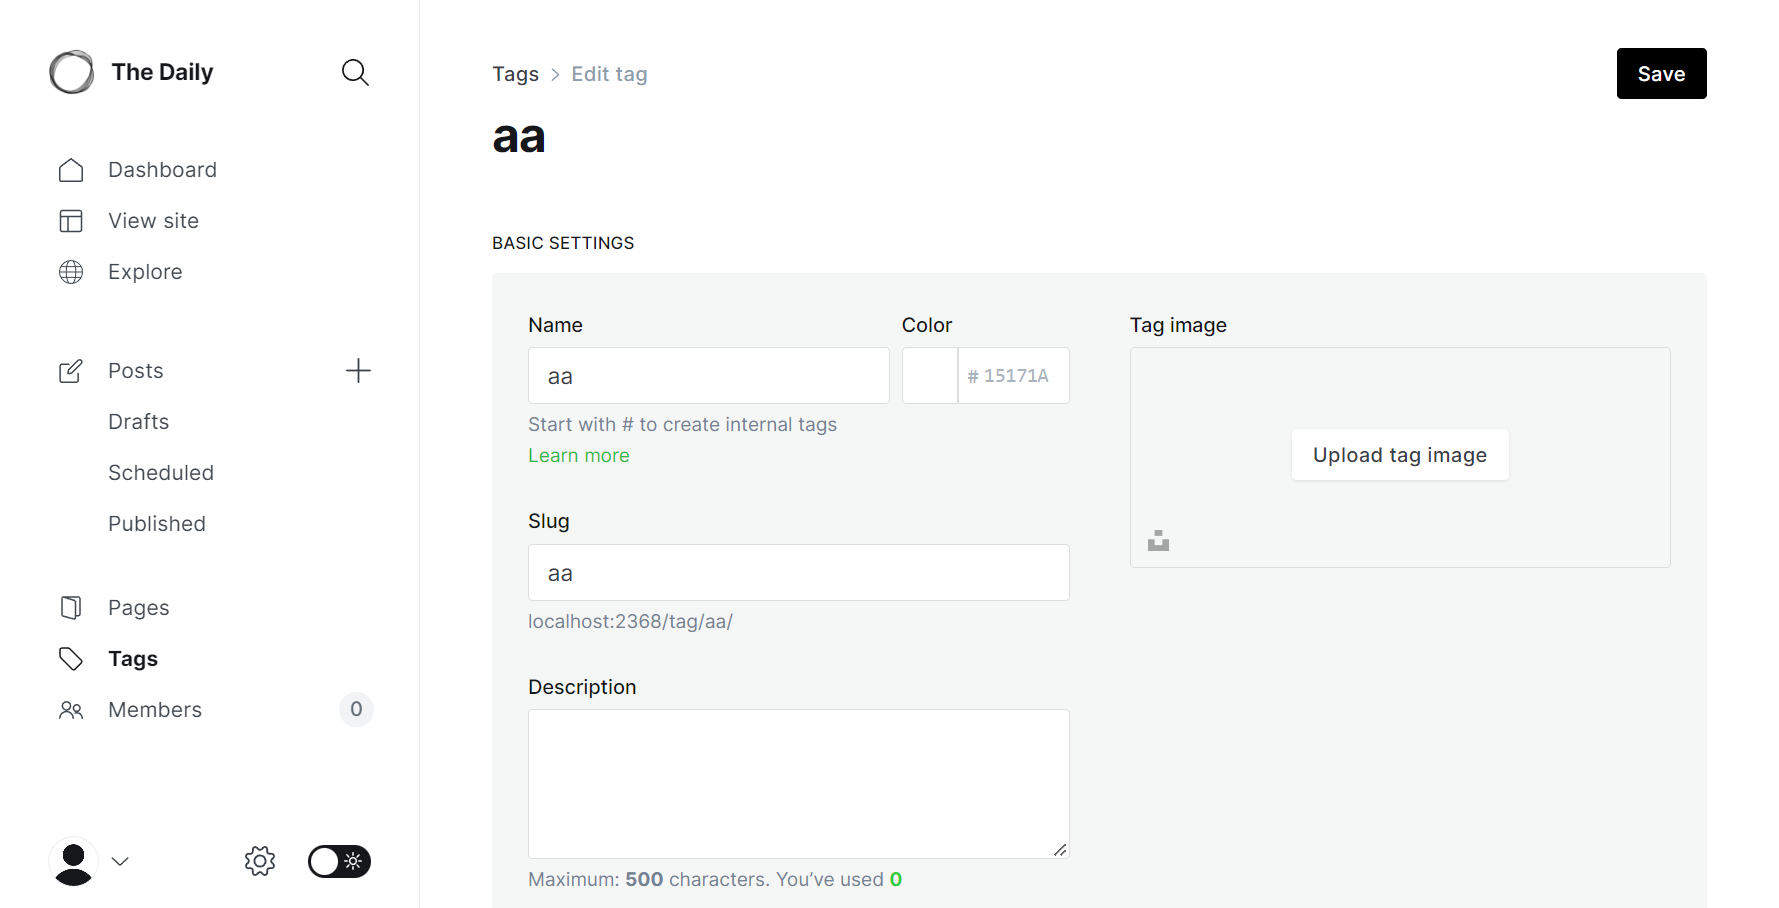 The Daily
Dashboard
View site
Explore
Posts
Drafts
Scheduled
Published
Pages
Tags
Members
0
Tags > Edit tag
Save
aa
BASIC SETTINGS
Name
aa
Start with # to create internal tags
Learn more
Color
# 15171A
Slug
aa
localhost:2368/tag/aa/
Description
Maximum: 500 characters. You’ve used 0
Tag image
Upload tag image